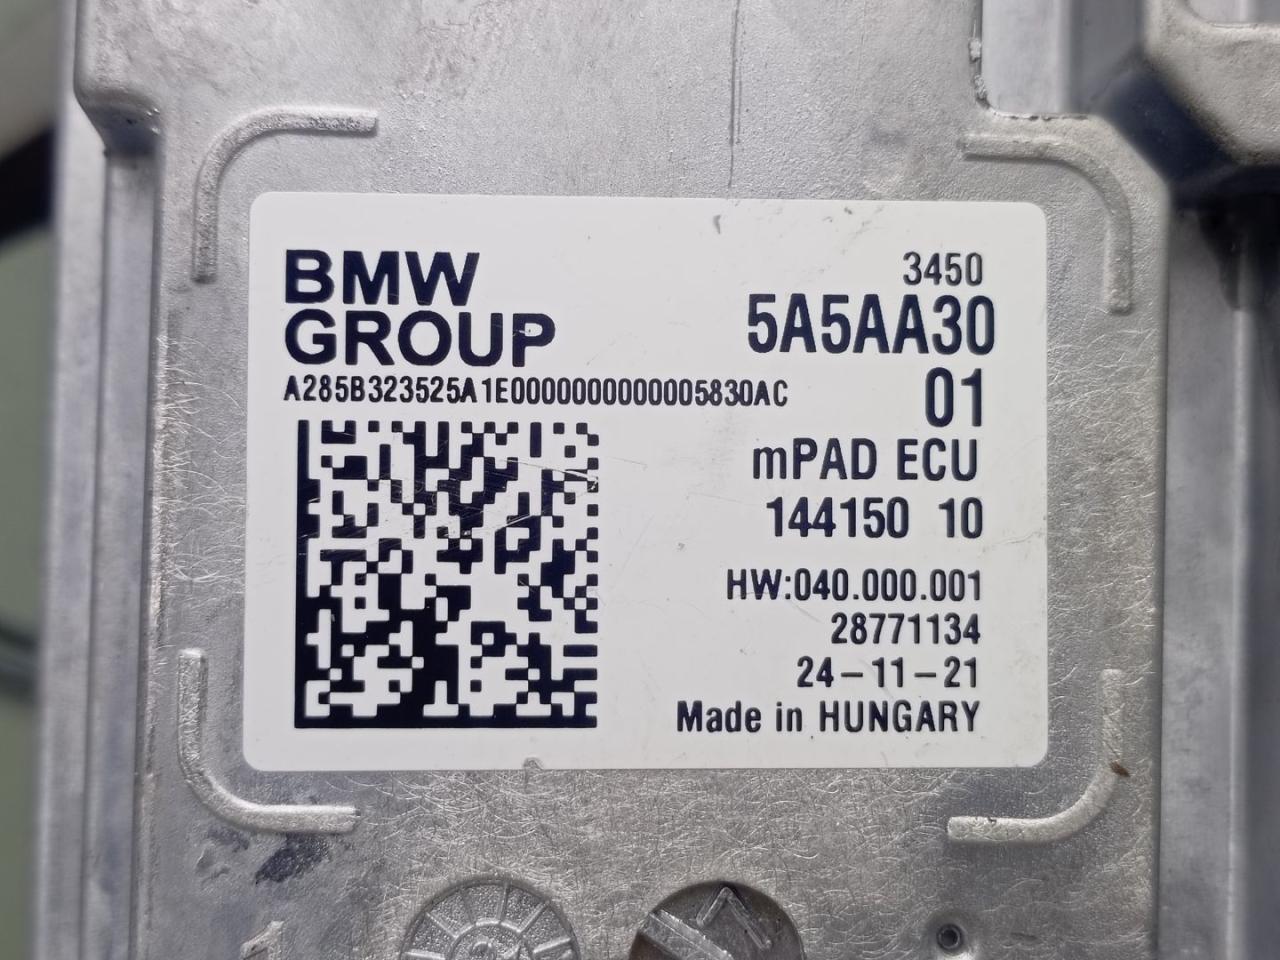 BMW
GROUP
A285B323525A1E0000000000005830AC
3450
5A5AA30
01
mPAD ECU
144150 10
HW:040.000.001
28771134
24-11-21
Made in HUNGARY